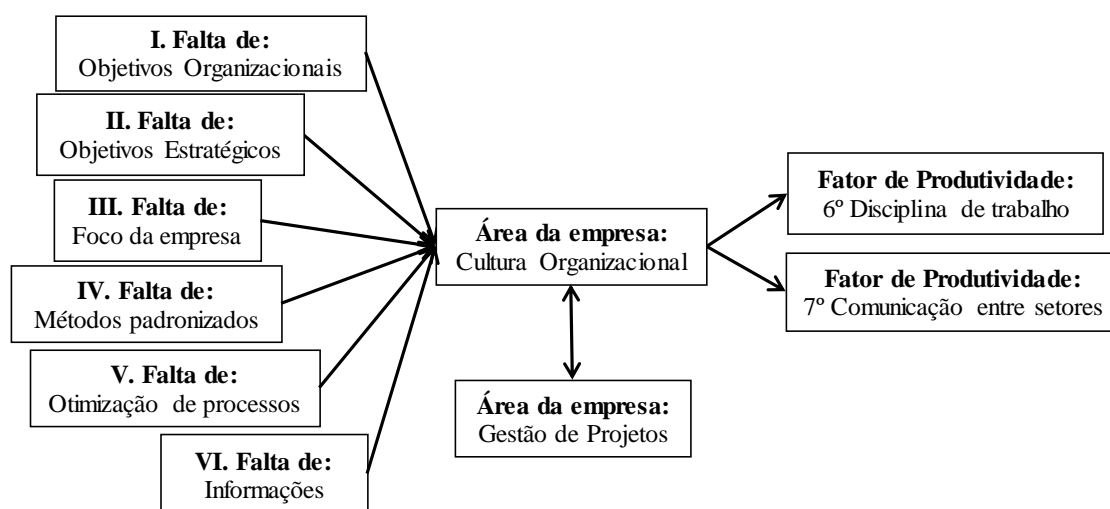 I. Falta de:
Objetivos Organizacionais
II. Falta de:
Objetivos Estratégicos
III. Falta de:
Foco da empresa
IV. Falta de:
Métodos padronizados
V. Falta de:
Otimização de processos
VI. Falta de:
Informações
Área da empresa:
Cultura Organizacional
Área da empresa:
Gestão de Projetos
Fator de Produtividade:
6º Disciplina de trabalho
Fator de Produtividade:
7º Comunicação entre setores